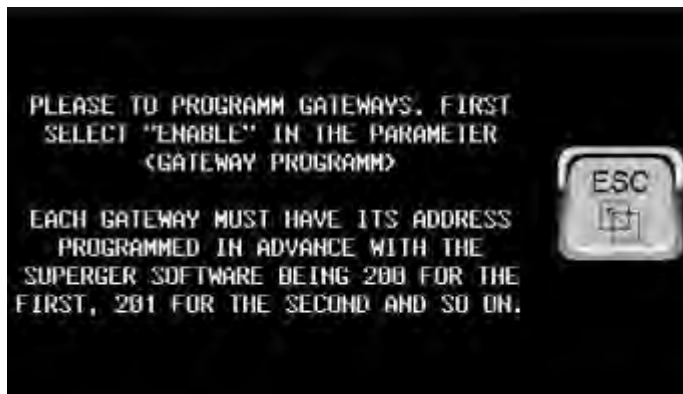 PLEASE TO PROGRAMM GATEWAYS. FIRST
SELECT "ENABLE" IN THE PARAMETER
<GATEWAY PROGRAMM>
EACH GATEWAY MUST HAVE ITS ADDRESS
PROGRAMMED IN ADVANCE WITH THE
SUPERGER SOFTWARE BEING 200 FOR THE
FIRST, 201 FOR THE SECOND AND SO ON.
ESC